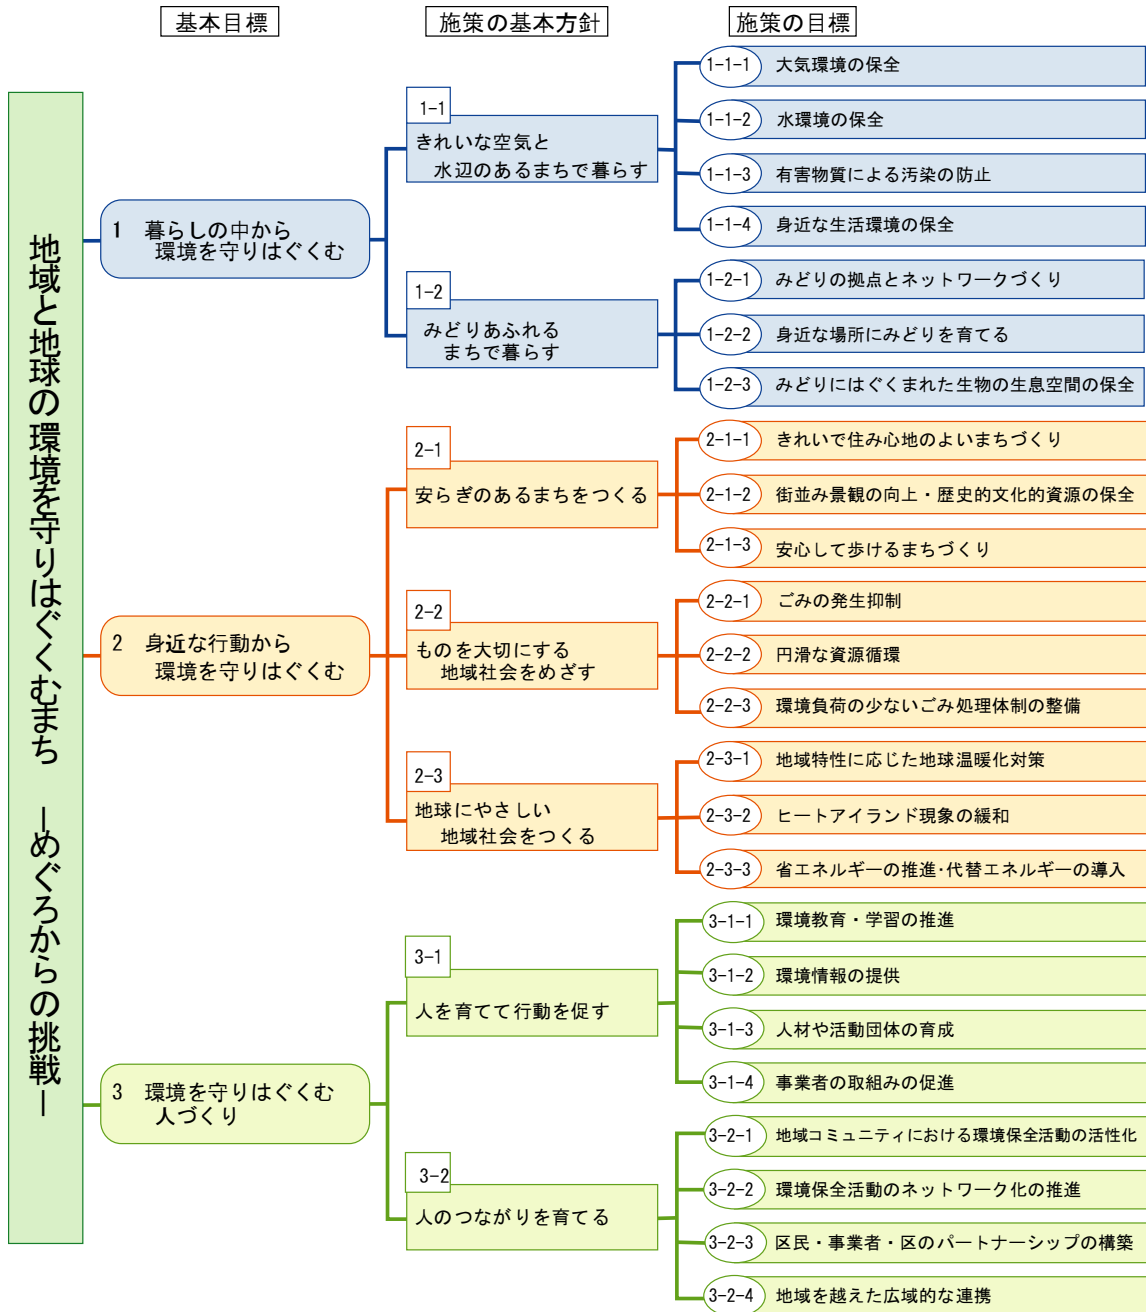 基本目標
施策の基本方針
施策の目標
地域と地球の環境を守りはぐくむまち ―めぐろからの挑戦―
1 暮らしの中から
環境を守りはぐくむ
1-1
きれいな空気と
水辺のあるまちで暮らす
1-1-1 大気環境の保全
1-1-2 水環境の保全
1-1-3 有害物質による汚染の防止
1-1-4 身近な生活環境の保全
1-2
みどりあふれる
まちで暮らす
1-2-1 みどりの拠点とネットワークづくり
1-2-2 身近な場所にみどりを育てる
1-2-3 みどりにはぐくまれた生物の生息空間の保全
2 身近な行動から
環境を守りはぐくむ
2-1
安らぎのあるまちをつくる
2-1-1 きれいで住み心地のよいまちづくり
2-1-2 街並み景観の向上・歴史的文化的資源の保全
2-1-3 安心して歩けるまちづくり
2-2
ものを大切にする
地域社会をめざす
2-2-1 ごみの発生抑制
2-2-2 円滑な資源循環
2-2-3 環境負荷の少ないごみ処理体制の整備
2-3
地球にやさしい
地域社会をつくる
2-3-1 地域特性に応じた地球温暖化対策
2-3-2 ヒートアイランド現象の緩和
2-3-3 省エネルギーの推進・代替エネルギーの導入
3 環境を守りはぐくむ
人づくり
3-1
人を育てて行動を促す
3-1-1 環境教育・学習の推進
3-1-2 環境情報の提供
3-1-3 人材や活動団体の育成
3-1-4 事業者の取組みの促進
3-2
人のつながりを育てる
3-2-1 地域コミュニティにおける環境保全活動の活性化
3-2-2 環境保全活動のネットワーク化の推進
3-2-3 区民・事業者・区のパートナーシップの構築
3-2-4 地域を越えた広域的な連携